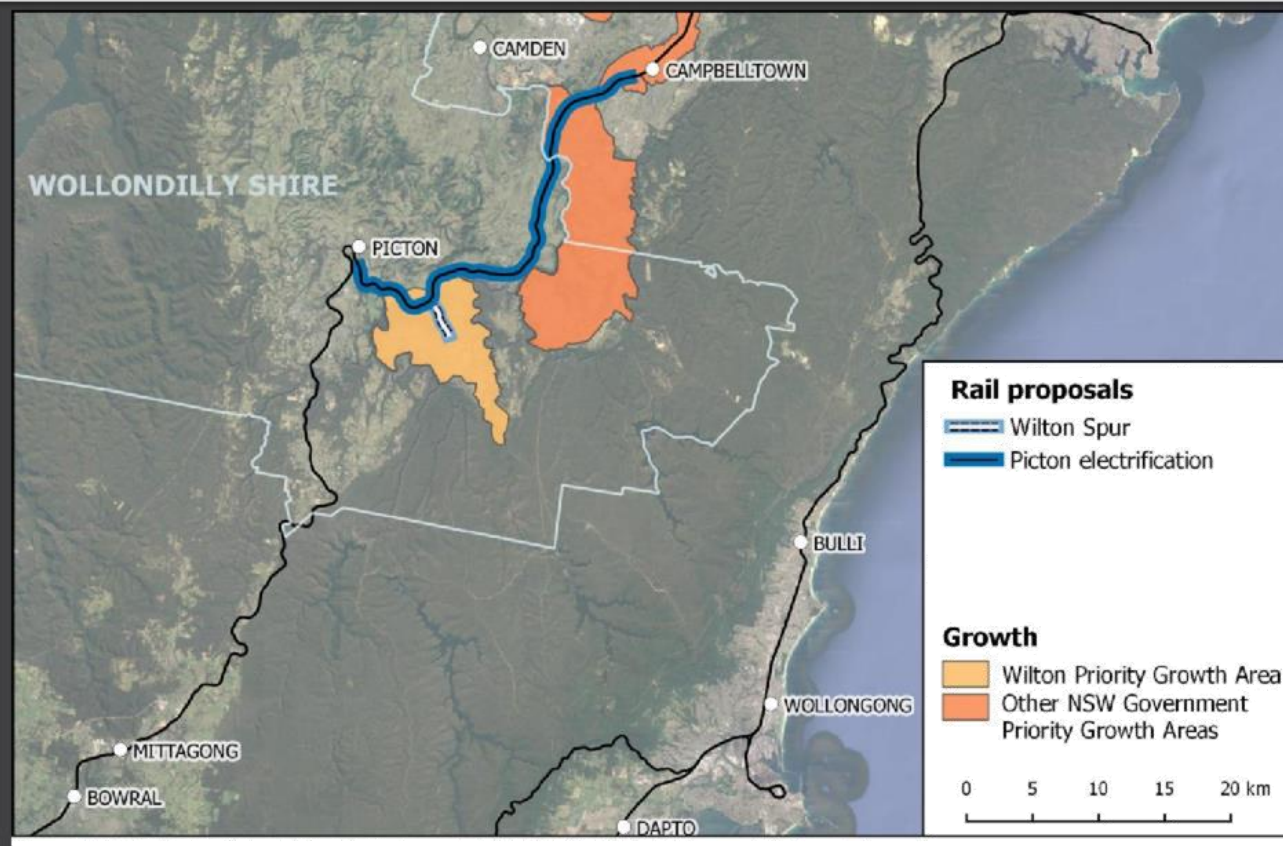 CAMDEN
CAMPBELLTOWN
WOLLONDILLY SHIRE
PICTON
BULLI
WOLLONGONG
MITTAGONG
BOWRAL
DAPTO
Rail proposals
Wilton Spur
Picton electrification
Growth
Wilton Priority Growth Area
Other NSW Government
Priority Growth Areas
0 5 10 15 20 km